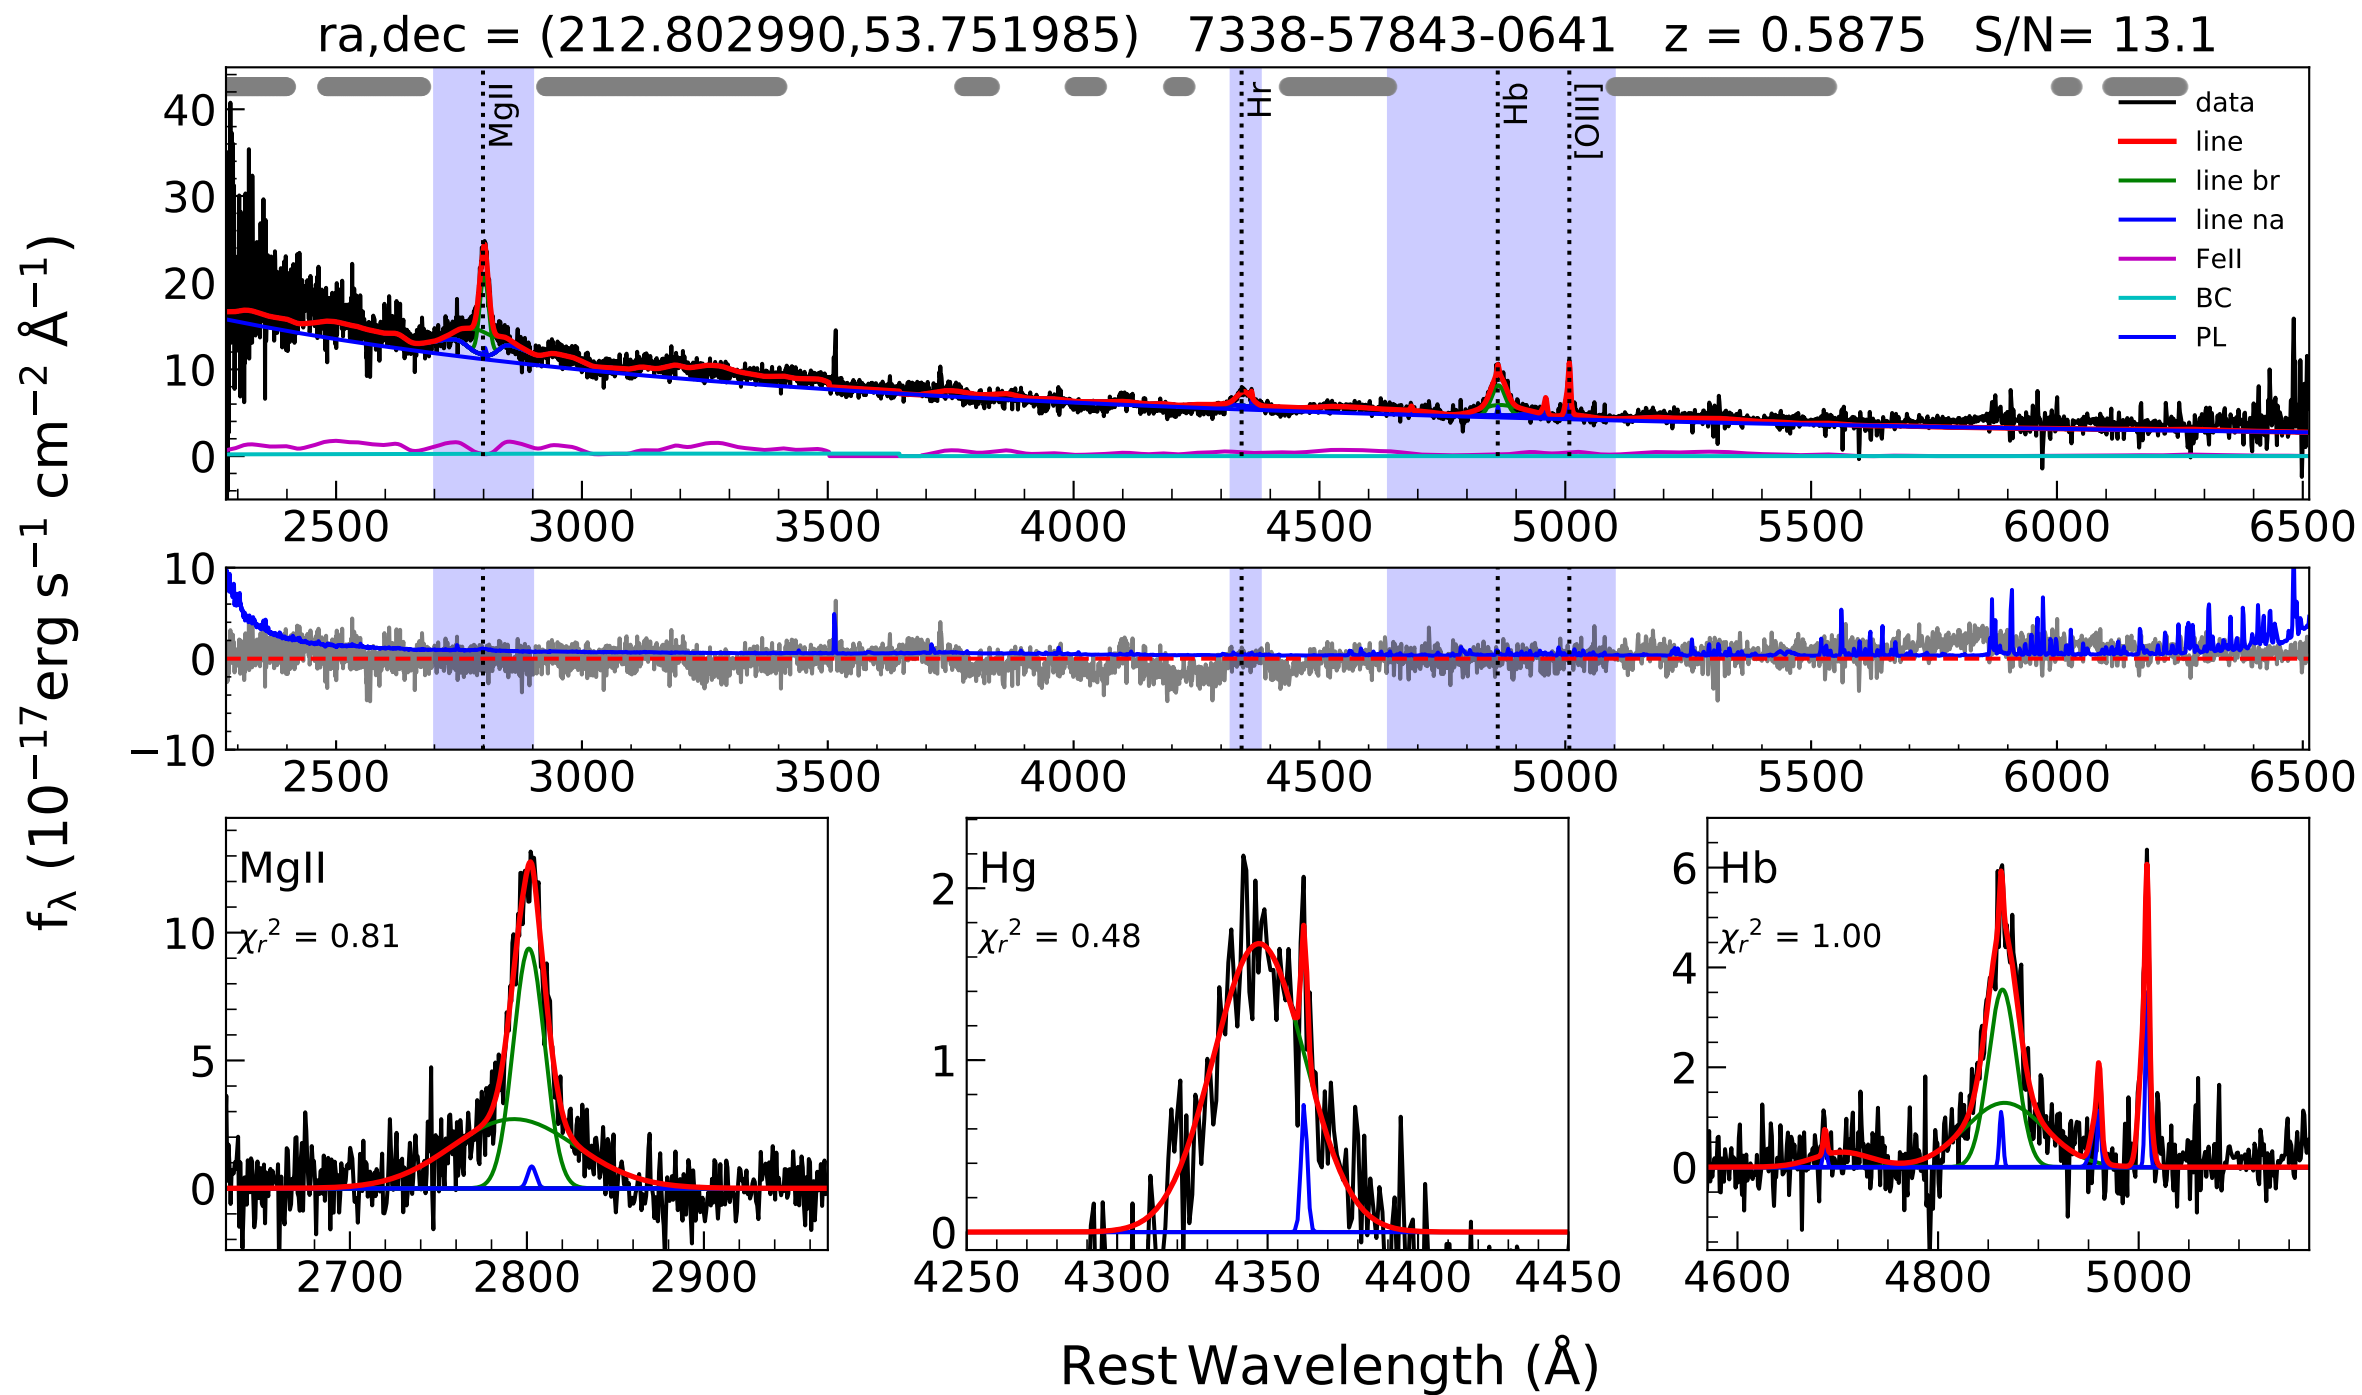 ra,dec = (212.802990,53.751985)   7338-57843-0641   z = 0.5875   S/N= 13.1
f_λ (10⁻¹⁷erg s⁻¹ cm⁻² Å⁻¹)
40
30
20
10
0
MgII
Hr
Hb
[OIII]
data
line
line br
line na
FeII
BC
PL
2500 3000 3500 4000 4500 5000 5500 6000 6500
10
0
−10
2500 3000 3500 4000 4500 5000 5500 6000 6500
MgII
χᵣ² = 0.81
10
5
0
2700 2800 2900
Hg
χᵣ² = 0.48
2
1
0
4250 4300 4350 4400 4450
Hb
χᵣ² = 1.00
6
4
2
0
4600 4800 5000
Rest Wavelength (Å)